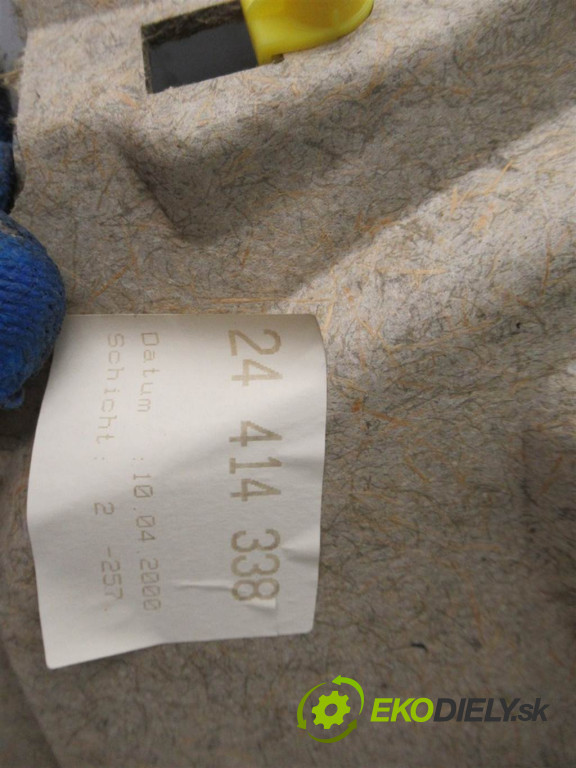 24 414 338
Datum :10.04.2000
Schicht: 2 -257.
EKODIELY.sk